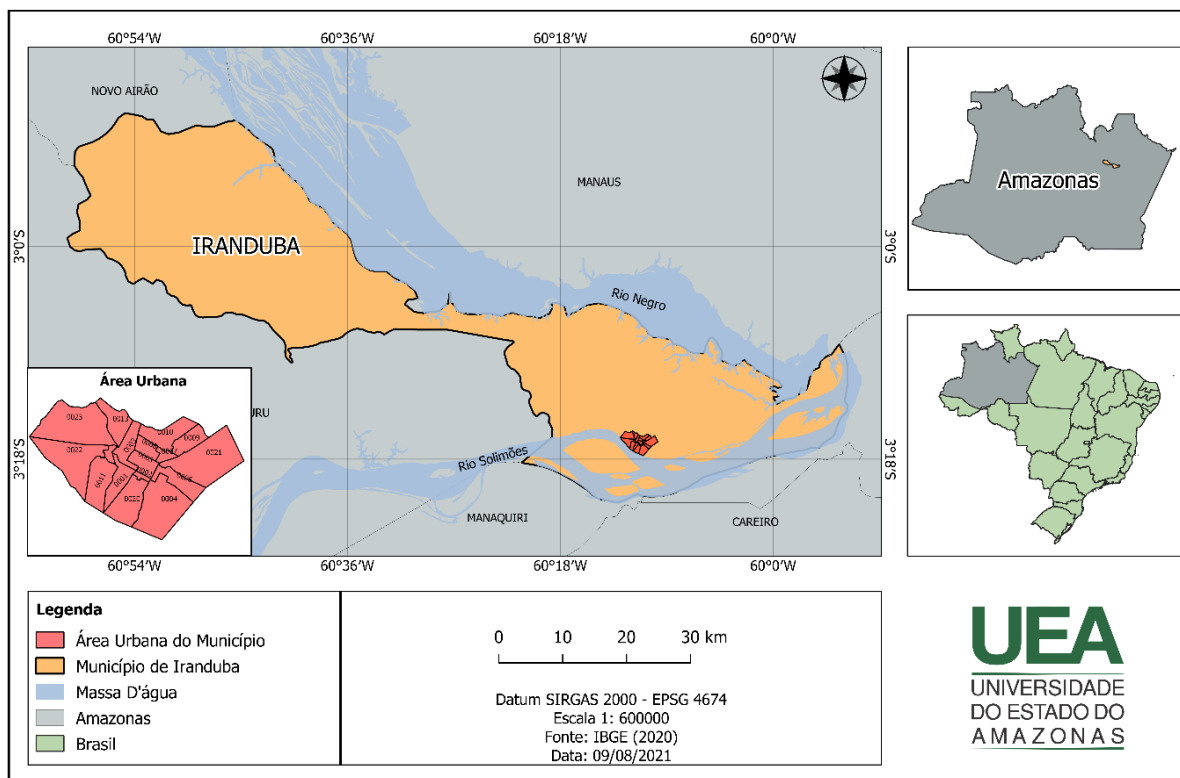 60°54'W 60°36'W 60°18'W 60°0'W
NOVO AIRÃO
MANAUS
IRANDUBA
3°0'S
3°0'S
Rio Negro
Área Urbana
URU
0023
0013
0010
0009
0022
0021
0011
0020
0004
3°18'S
3°18'S
Rio Solimões
MANAQUIRI
CAREIRO
60°54'W 60°36'W 60°18'W 60°0'W
Amazonas
Legenda
Área Urbana do Município
Município de Iranduba
Massa D'água
Amazonas
Brasil
0 10 20 30 km
Datum SIRGAS 2000 - EPSG 4674
Escala 1: 600000
Fonte: IBGE (2020)
Data: 09/08/2021
UEA
UNIVERSIDADE
DO ESTADO DO
AMAZONAS